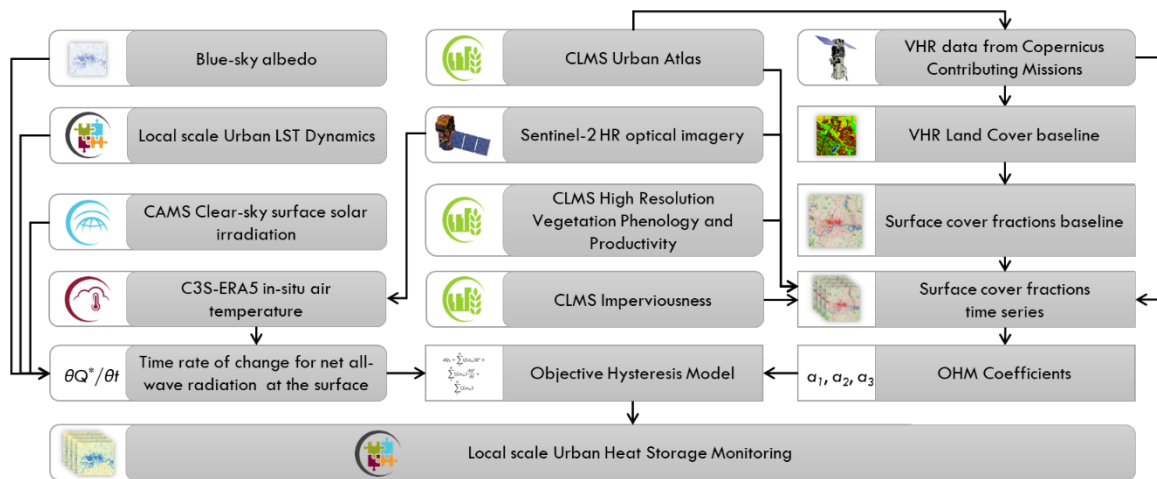 Blue-sky albedo
CLMS Urban Atlas
VHR data from Copernicus
Contributing Missions
Local scale Urban LST Dynamics
Sentinel-2 HR optical imagery
VHR Land Cover baseline
CAMS Clear-sky surface solar
irradiation
CLMS High Resolution
Vegetation Phenology and
Productivity
Surface cover fractions baseline
C3S-ERA5 in-situ air
temperature
CLMS Imperviousness
Surface cover fractions
time series
θQ*/θt
Time rate of change for net all-
wave radiation at the surface
Objective Hysteresis Model
a1, a2, a3
OHM Coefficients
Local scale Urban Heat Storage Monitoring